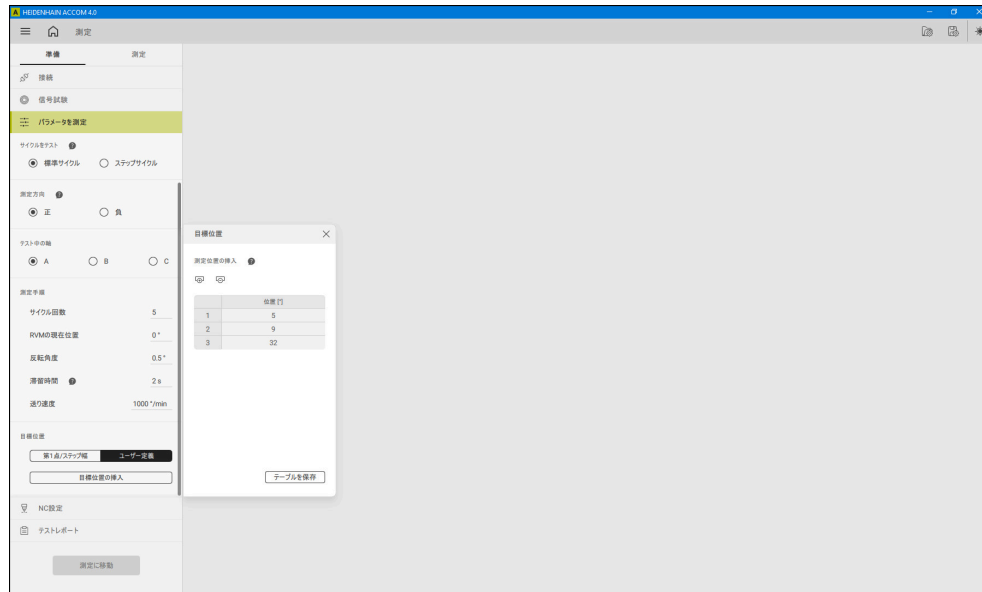 HEIDENHAIN ACCOM 4.0
測定
準備 測定
接続
信号試験
パラメータを測定
サイクルをテスト
標準サイクル ステップサイクル
測定方向
正 負
テスト中の軸
A B C
測定手順
サイクル回数 5
RVMの現在位置 0°
反転角度 0.5°
滞留時間 2 s
送り速度 1000 °/min
目標位置
第1点/ステップ幅 ユーザー定義
目標位置の挿入
NC設定
テストレポート
測定に移動
目標位置
測定位置の挿入
位置 [°]
1 5
2 9
3 32
テーブルを保存